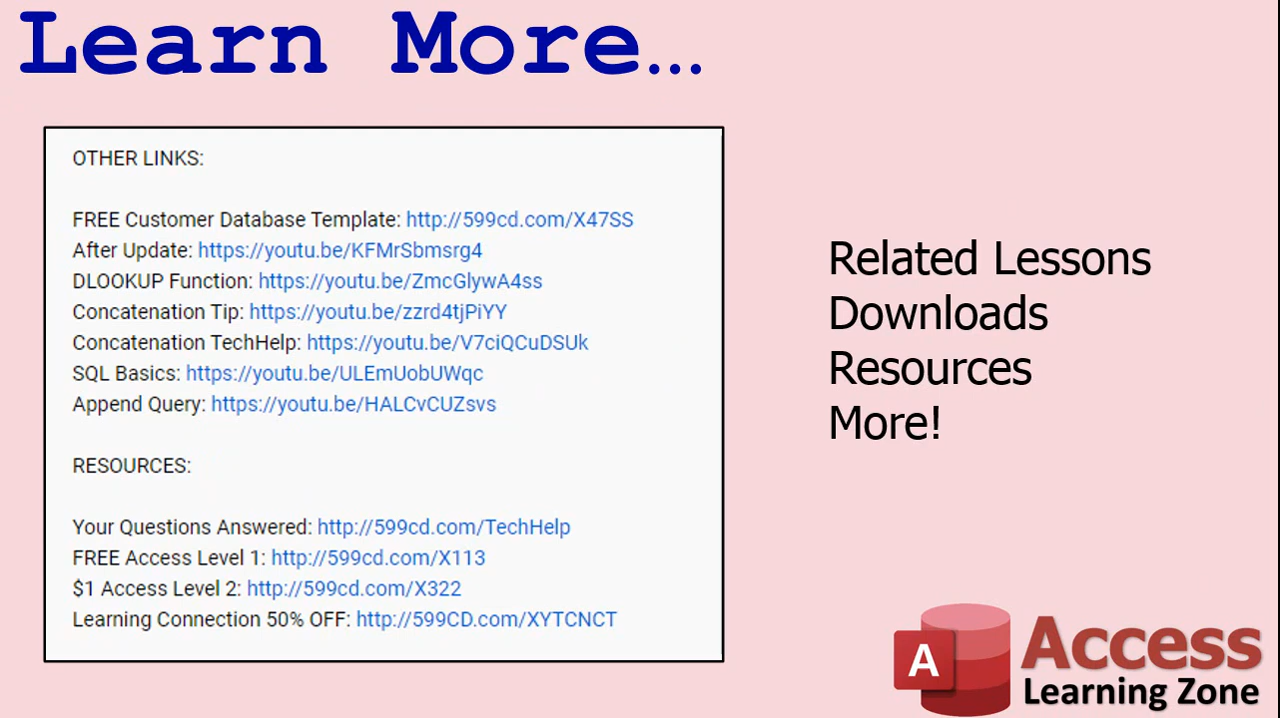 Learn More...
OTHER LINKS:
FREE Customer Database Template: http://599cd.com/X47SS
After Update: https://youtu.be/KFMrSbmsrg4
DLOOKUP Function: https://youtu.be/ZmcGlywA4ss
Concatenation Tip: https://youtu.be/zzrd4tjPiYY
Concatenation TechHelp: https://youtu.be/V7ciQCuDSUk
SQL Basics: https://youtu.be/ULEmUobUWqc
Append Query: https://youtu.be/HALCvCUZsvs
RESOURCES:
Your Questions Answered: http://599cd.com/TechHelp
FREE Access Level 1: http://599cd.com/X113
$1 Access Level 2: http://599cd.com/X322
Learning Connection 50% OFF: http://599CD.com/XYTCNCT
Related Lessons
Downloads
Resources
More!
A
Access
Learning Zone